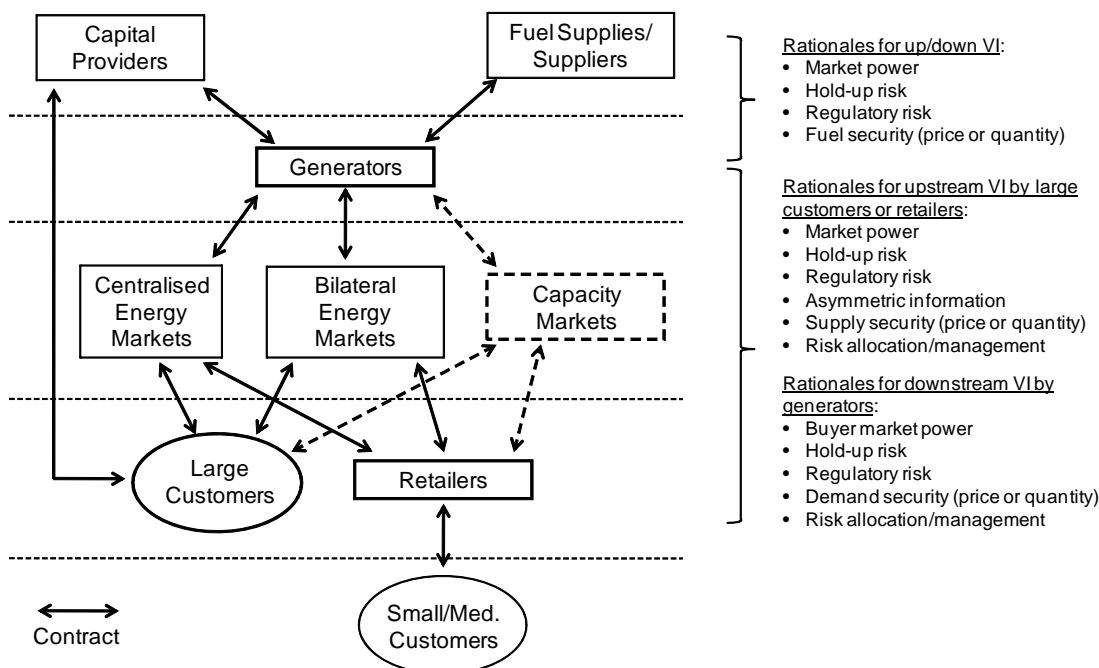 Capital
Providers
Fuel Supplies/
Suppliers
Generators
Centralised
Energy
Markets
Bilateral
Energy
Markets
Capacity
Markets
Large
Customers
Retailers
Small/Med.
Customers
Contract
Rationales for up/down VI:
• Market power
• Hold-up risk
• Regulatory risk
• Fuel security (price or quantity)
Rationales for upstream VI by large
customers or retailers:
• Market power
• Hold-up risk
• Regulatory risk
• Asymmetric information
• Supply security (price or quantity)
• Risk allocation/management
Rationales for downstream VI by
generators:
• Buyer market power
• Hold-up risk
• Regulatory risk
• Demand security (price or quantity)
• Risk allocation/management